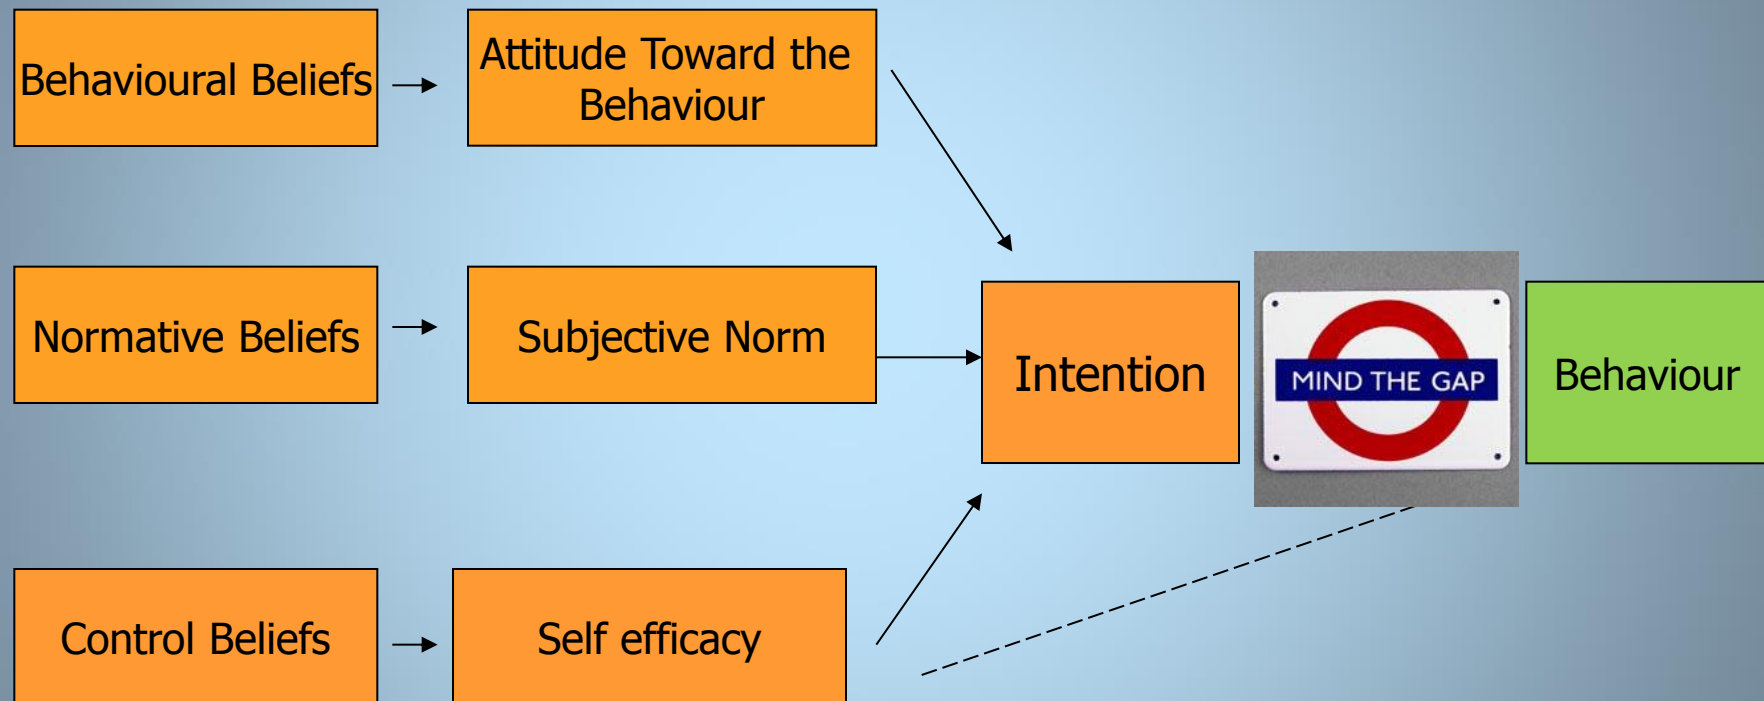 Behavioural Beliefs
Attitude Toward the
Behaviour
Normative Beliefs
Subjective Norm
Intention
MIND THE GAP
Behaviour
Control Beliefs
Self efficacy